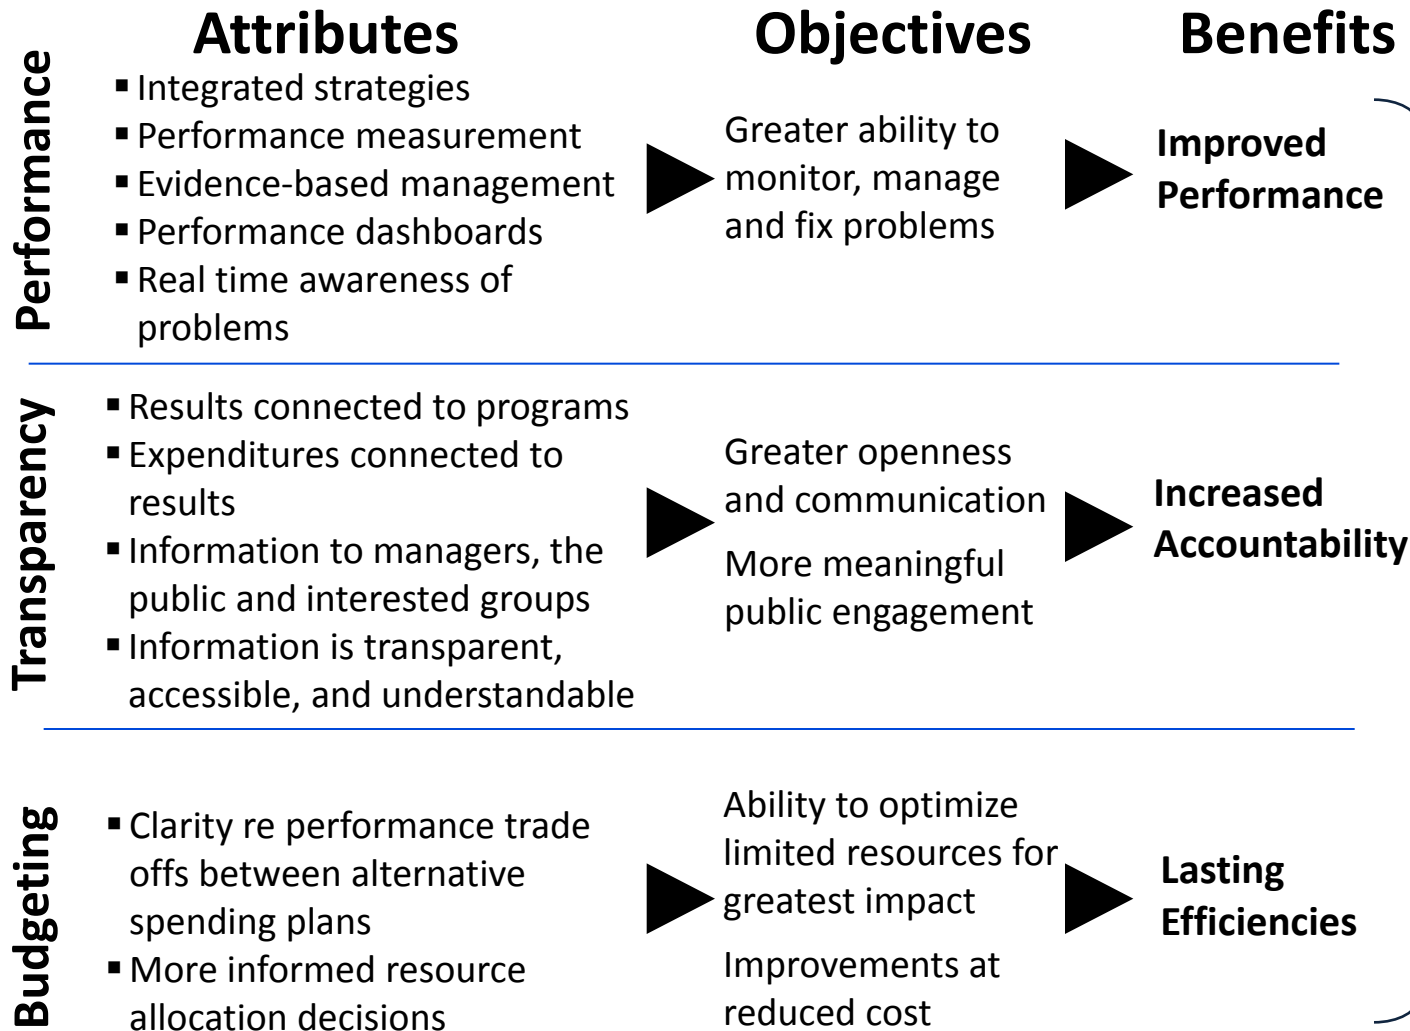 Attributes
Objectives
Benefits
Performance
▪ Integrated strategies
▪ Performance measurement
▪ Evidence-based management
▪ Performance dashboards
▪ Real time awareness of
problems
Greater ability to
monitor, manage
and fix problems
Improved
Performance
Transparency
▪ Results connected to programs
▪ Expenditures connected to
results
▪ Information to managers, the
public and interested groups
▪ Information is transparent,
accessible, and understandable
Greater openness
and communication
More meaningful
public engagement
Increased
Accountability
Budgeting
▪ Clarity re performance trade
offs between alternative
spending plans
▪ More informed resource
allocation decisions
Ability to optimize
limited resources for
greatest impact
Improvements at
reduced cost
Lasting
Efficiencies